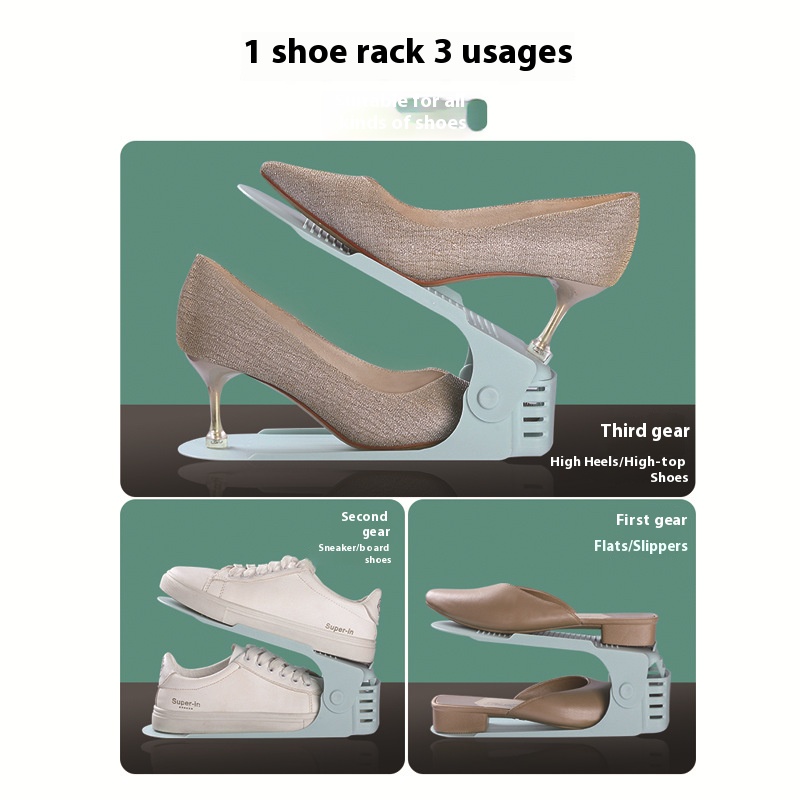 1 shoe rack 3 usages
for all
of shoes
Third gear
High Heels/High-top
Shoes
Second
gear
Sneaker/board
shoes
Super-In
Super-In
First gear
Flats/Slippers